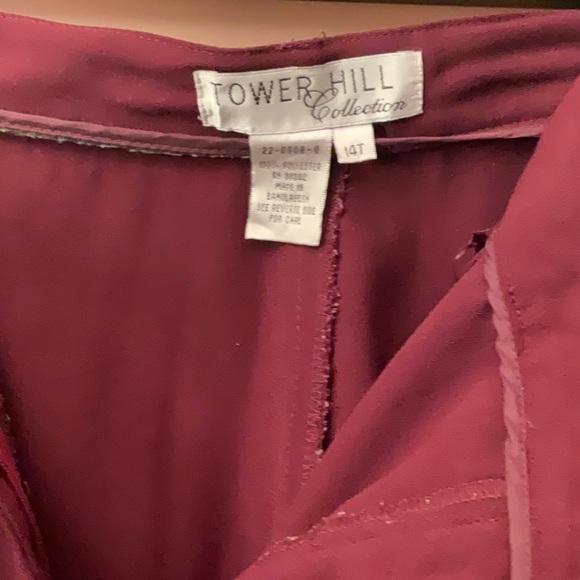 TOWER HILL
Collection
14T
100% POLYESTER
MADE IN
BANGLADESH
SEE REVERSE SIDE
FOR CARE